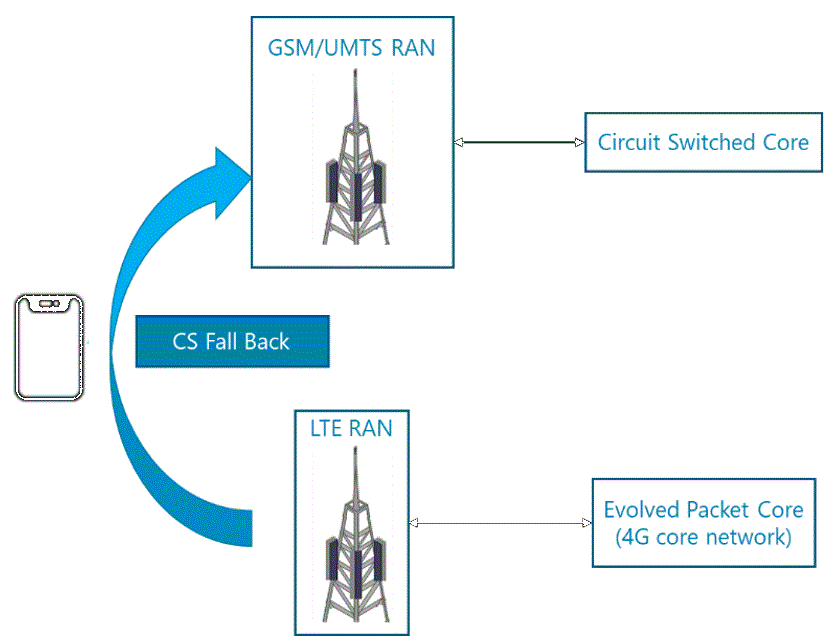 GSM/UMTS RAN
Circuit Switched Core
CS Fall Back
LTE RAN
Evolved Packet Core
(4G core network)